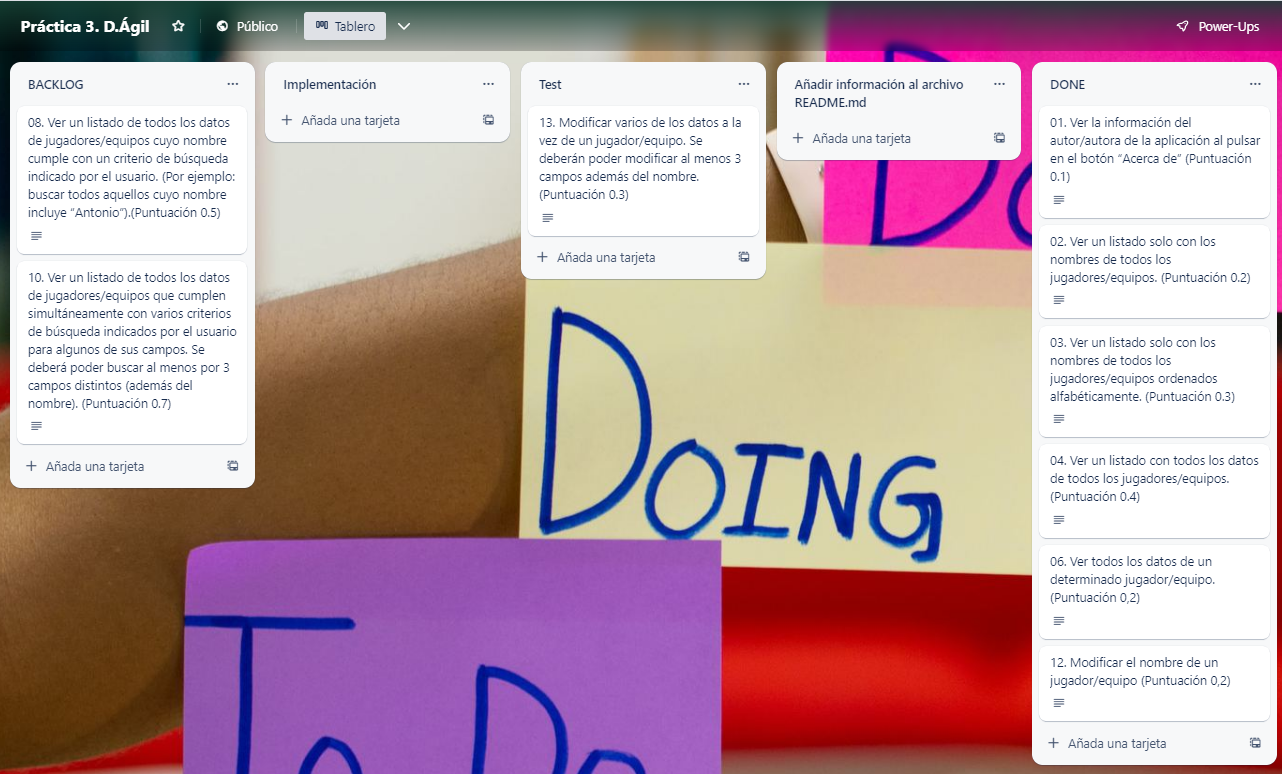 Práctica 3. D.Ágil
Público
Tablero
Power-Ups
BACKLOG
08. Ver un listado de todos los datos
de jugadores/equipos cuyo nombre
cumple con un criterio de búsqueda
indicado por el usuario. (Por ejemplo:
buscar todos aquellos cuyo nombre
incluye “Antonio”).(Puntuación 0.5)
10. Ver un listado de todos los datos
de jugadores/equipos que cumplen
simultáneamente con varios criterios
de búsqueda indicados por el usuario
para algunos de sus campos. Se
deberá poder buscar al menos por 3
campos distintos (además del
nombre). (Puntuación 0.7)
Añada una tarjeta
Implementación
Añada una tarjeta
Test
13. Modificar varios de los datos a la
vez de un jugador/equipo. Se
deberán poder modificar al menos 3
campos además del nombre.
(Puntuación 0.3)
Añada una tarjeta
Añadir información al archivo
README.md
Añada una tarjeta
DONE
01. Ver la información del
autor/autora de la aplicación al pulsar
en el botón “Acerca de” (Puntuación
0.1)
02. Ver un listado solo con los
nombres de todos los
jugadores/equipos. (Puntuación 0.2)
03. Ver un listado solo con los
nombres de todos los
jugadores/equipos ordenados
alfabéticamente. (Puntuación 0.3)
04. Ver un listado con todos los datos
de todos los jugadores/equipos.
(Puntuación 0.4)
06. Ver todos los datos de un
determinado jugador/equipo.
(Puntuación 0,2)
12. Modificar el nombre de un
jugador/equipo (Puntuación 0,2)
Añada una tarjeta
DOING
To Do